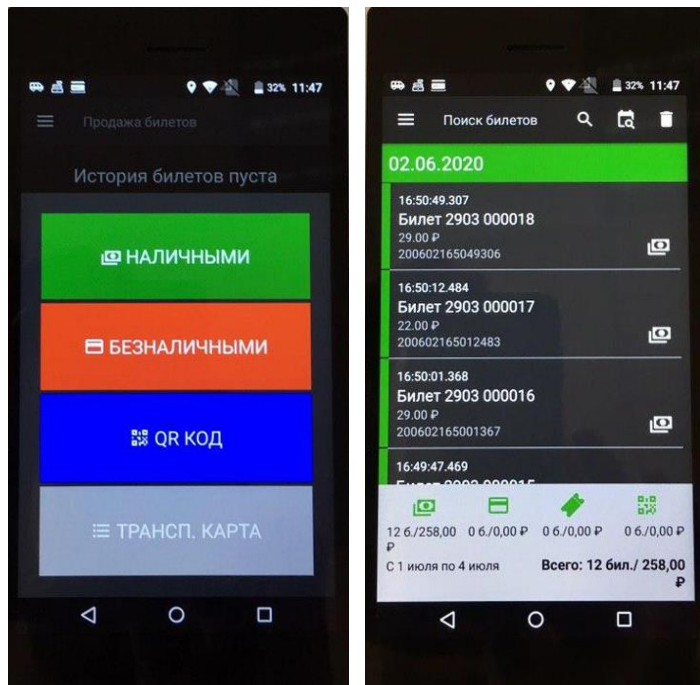 32% 11:47
Продажа билетов
История билетов пуста
НАЛИЧНЫМИ
БЕЗНАЛИЧНЫМИ
QR КОД
ТРАНСП. КАРТА
32% 11:47
Поиск билетов
02.06.2020
16:50:49.307
Билет 2903 000018
29.00 ₽
200602165049306
16:50:12.484
Билет 2903 000017
22.00 ₽
200602165012483
16:50:01.368
Билет 2903 000016
29.00 ₽
200602165001367
16:49:47.469
Билет 2903 000015
12 б./258,00 0 б./0,00 ₽ 0 б./0,00 ₽ 0 б./0,00 ₽
₽
С 1 июля по 4 июля Всего: 12 бил./ 258,00
₽